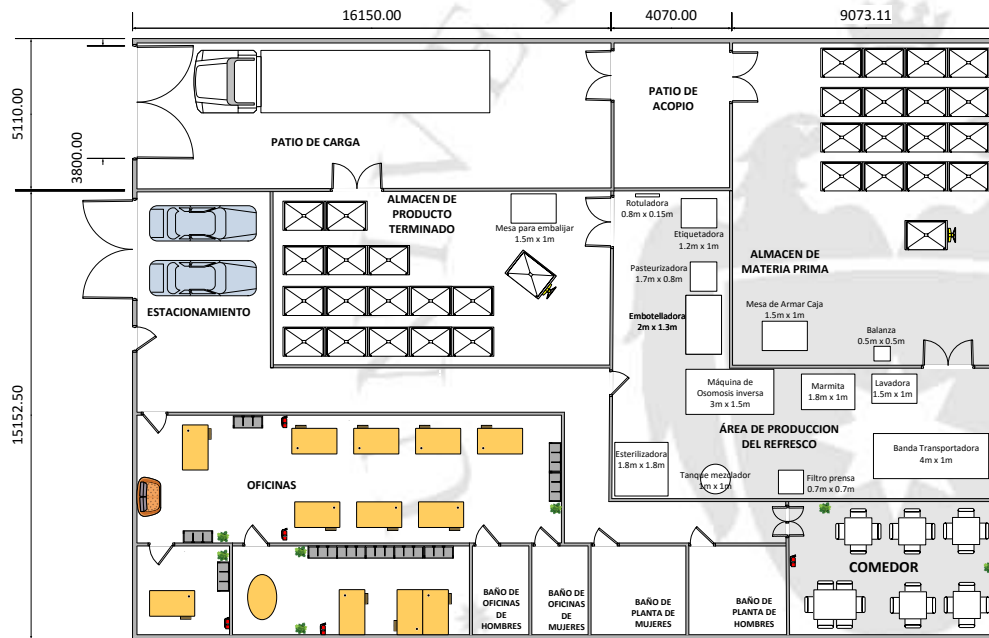 16150.00
4070.00
9073.11
5110.00
3800.00
15152.50
PATIO DE CARGA
PATIO DE
ACOPIO
ALMACEN DE
PRODUCTO
TERMINADO
Mesa para embalijar
1.5m x 1m
Rotuladora
0.8m x 0.15m
Etiquetadora
1.2m x 1m
Pasteurizadora
1.7m x 0.8m
Embotelladora
2m x 1.3m
ALMACEN DE
MATERIA PRIMA
Mesa de Armar Caja
1.5m x 1m
Balanza
0.5m x 0.5m
ESTACIONAMIENTO
Máquina de
Osomosis inversa
3m x 1.5m
Marmita
1.8m x 1m
Lavadora
1.5m x 1m
ÁREA DE PRODUCCION
DEL REFRESCO
Banda Transportadora
4m x 1m
Esterilizadora
1.8m x 1.8m
Tanque mezclador
1m x 1m
Filtro prensa
0.7m x 0.7m
OFICINAS
BAÑO DE
OFICINAS
DE
HOMBRES
BAÑO DE
OFICINAS
DE
MUJERES
BAÑO DE
PLANTA DE
MUJERES
BAÑO DE
PLANTA DE
HOMBRES
COMEDOR